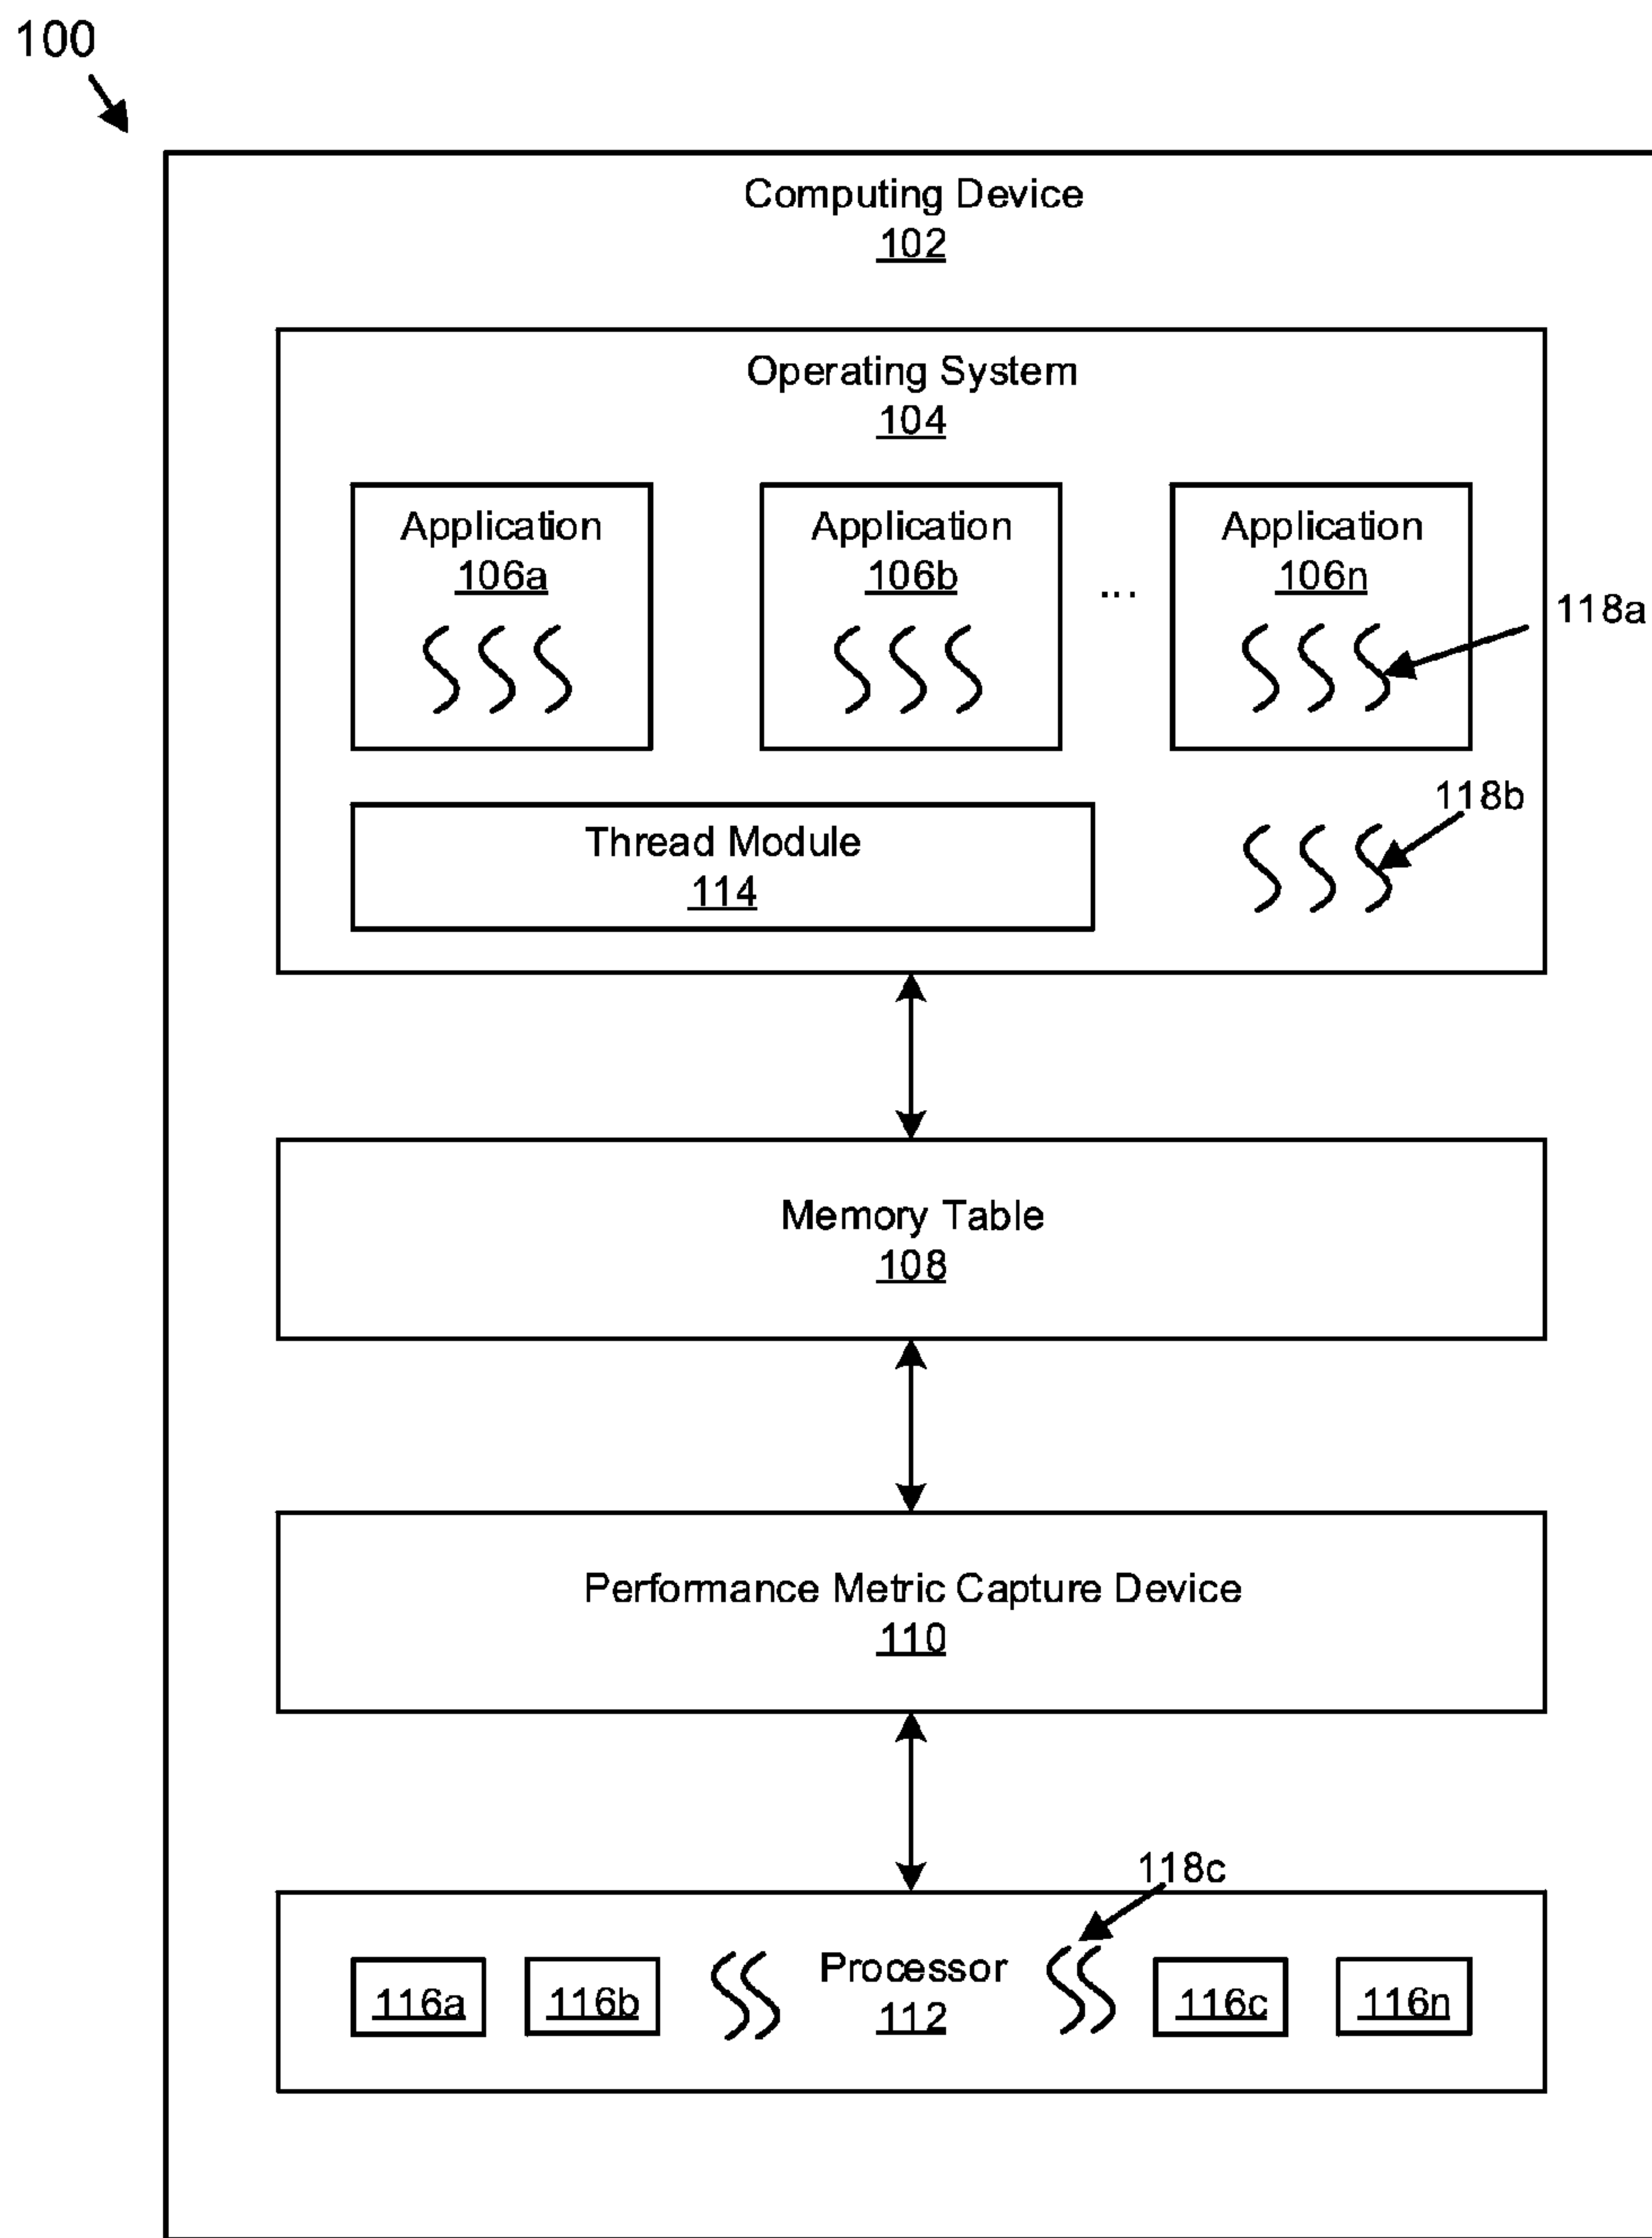 100
Computing Device
102
Operating System
104
Application
106a
Application
106b
...
Application
106n
118a
Thread Module
114
118b
Memory Table
108
Performance Metric Capture Device
110
118c
116a
116b
Processor
112
116c
116n